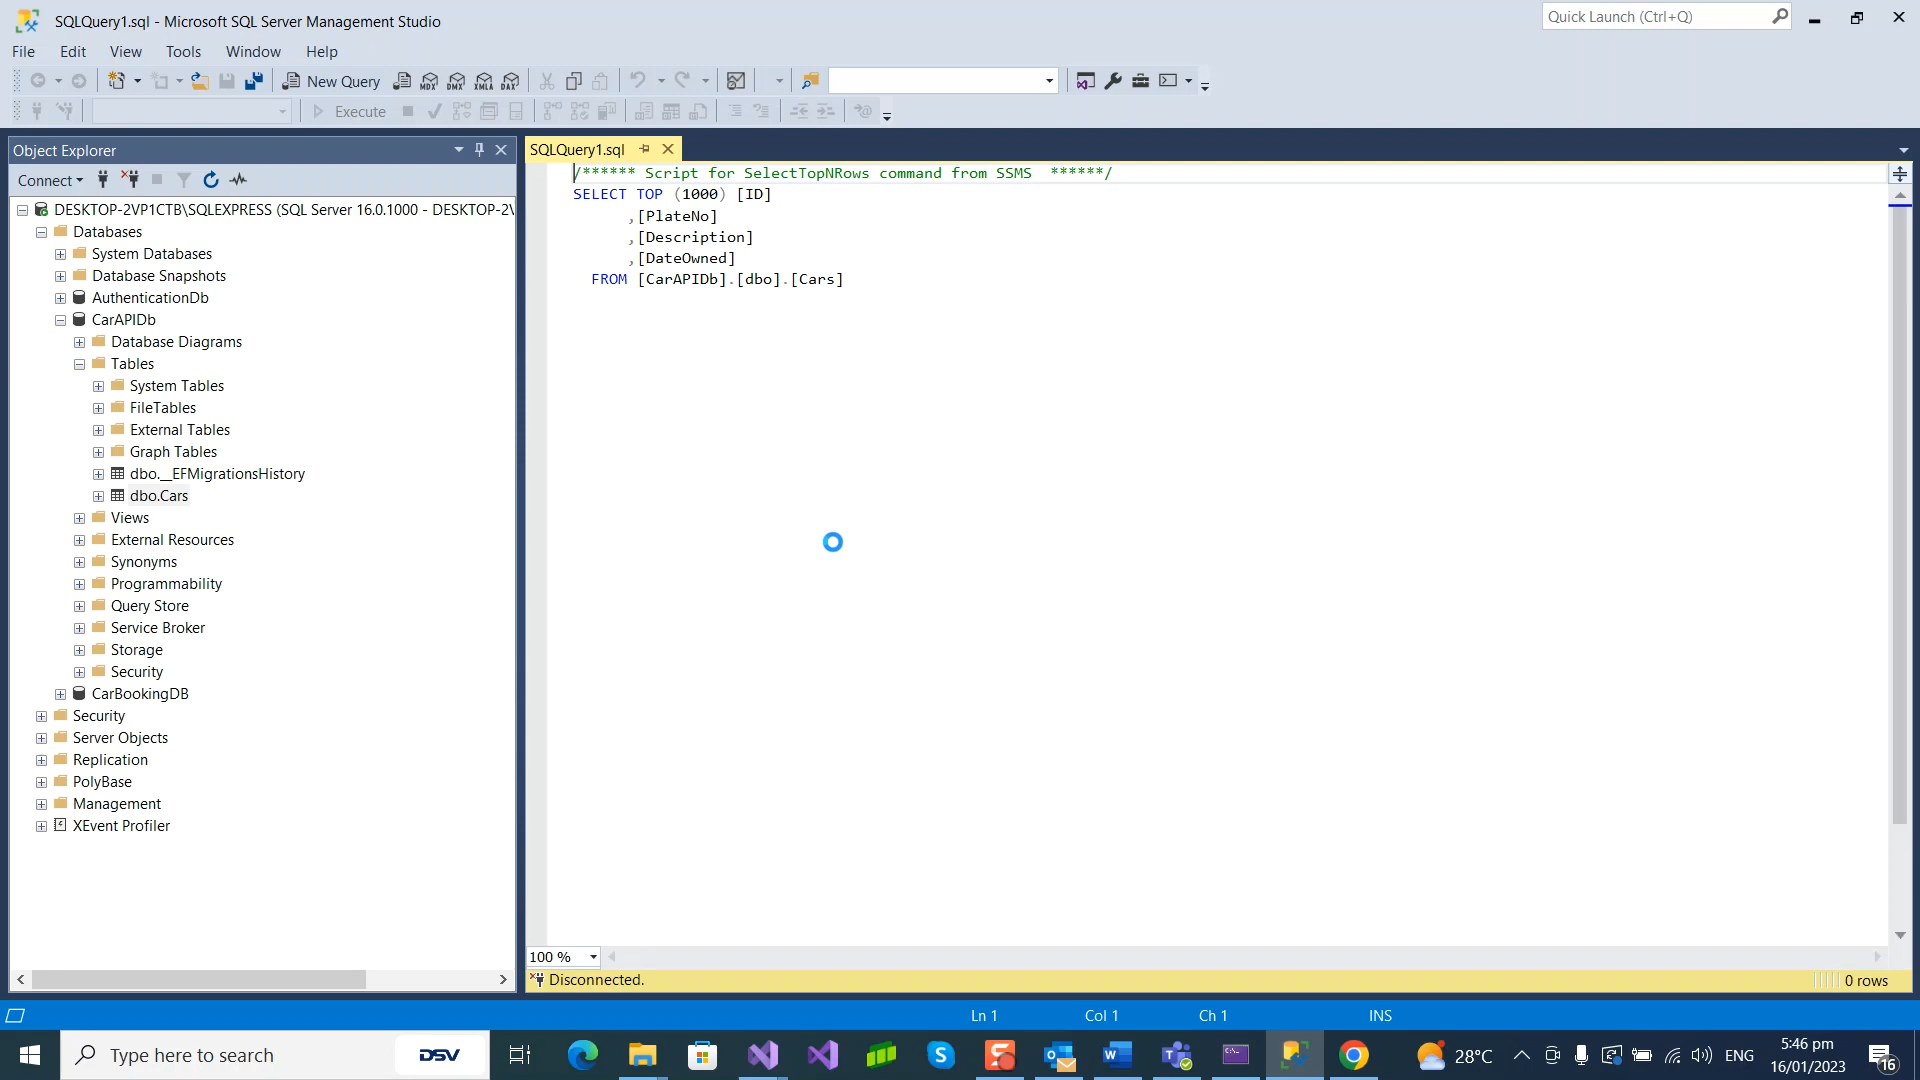 SQLQuery1.sql - Microsoft SQL Server Management Studio
Quick Launch (Ctrl+Q)
File Edit View Tools Window Help
New Query
MDX DMX XMLA DAX
Execute
Object Explorer
Connect
DESKTOP-2VP1CTB\SQLEXPRESS (SQL Server 16.0.1000 - DESKTOP-2\
Databases
System Databases
Database Snapshots
AuthenticationDb
CarAPIDb
Database Diagrams
Tables
System Tables
FileTables
External Tables
Graph Tables
dbo.__EFMigrationsHistory
dbo.Cars
Views
External Resources
Synonyms
Programmability
Query Store
Service Broker
Storage
Security
CarBookingDB
Security
Server Objects
Replication
PolyBase
Management
XEvent Profiler
SQLQuery1.sql
/****** Script for SelectTopNRows command from SSMS  ******/
SELECT TOP (1000) [ID]
,[PlateNo]
,[Description]
,[DateOwned]
FROM [CarAPIDb].[dbo].[Cars]
100 %
Disconnected.
0 rows
Ln 1 Col 1 Ch 1 INS
Type here to search
DSV
28°C
ENG
5:46 pm
16/01/2023
16